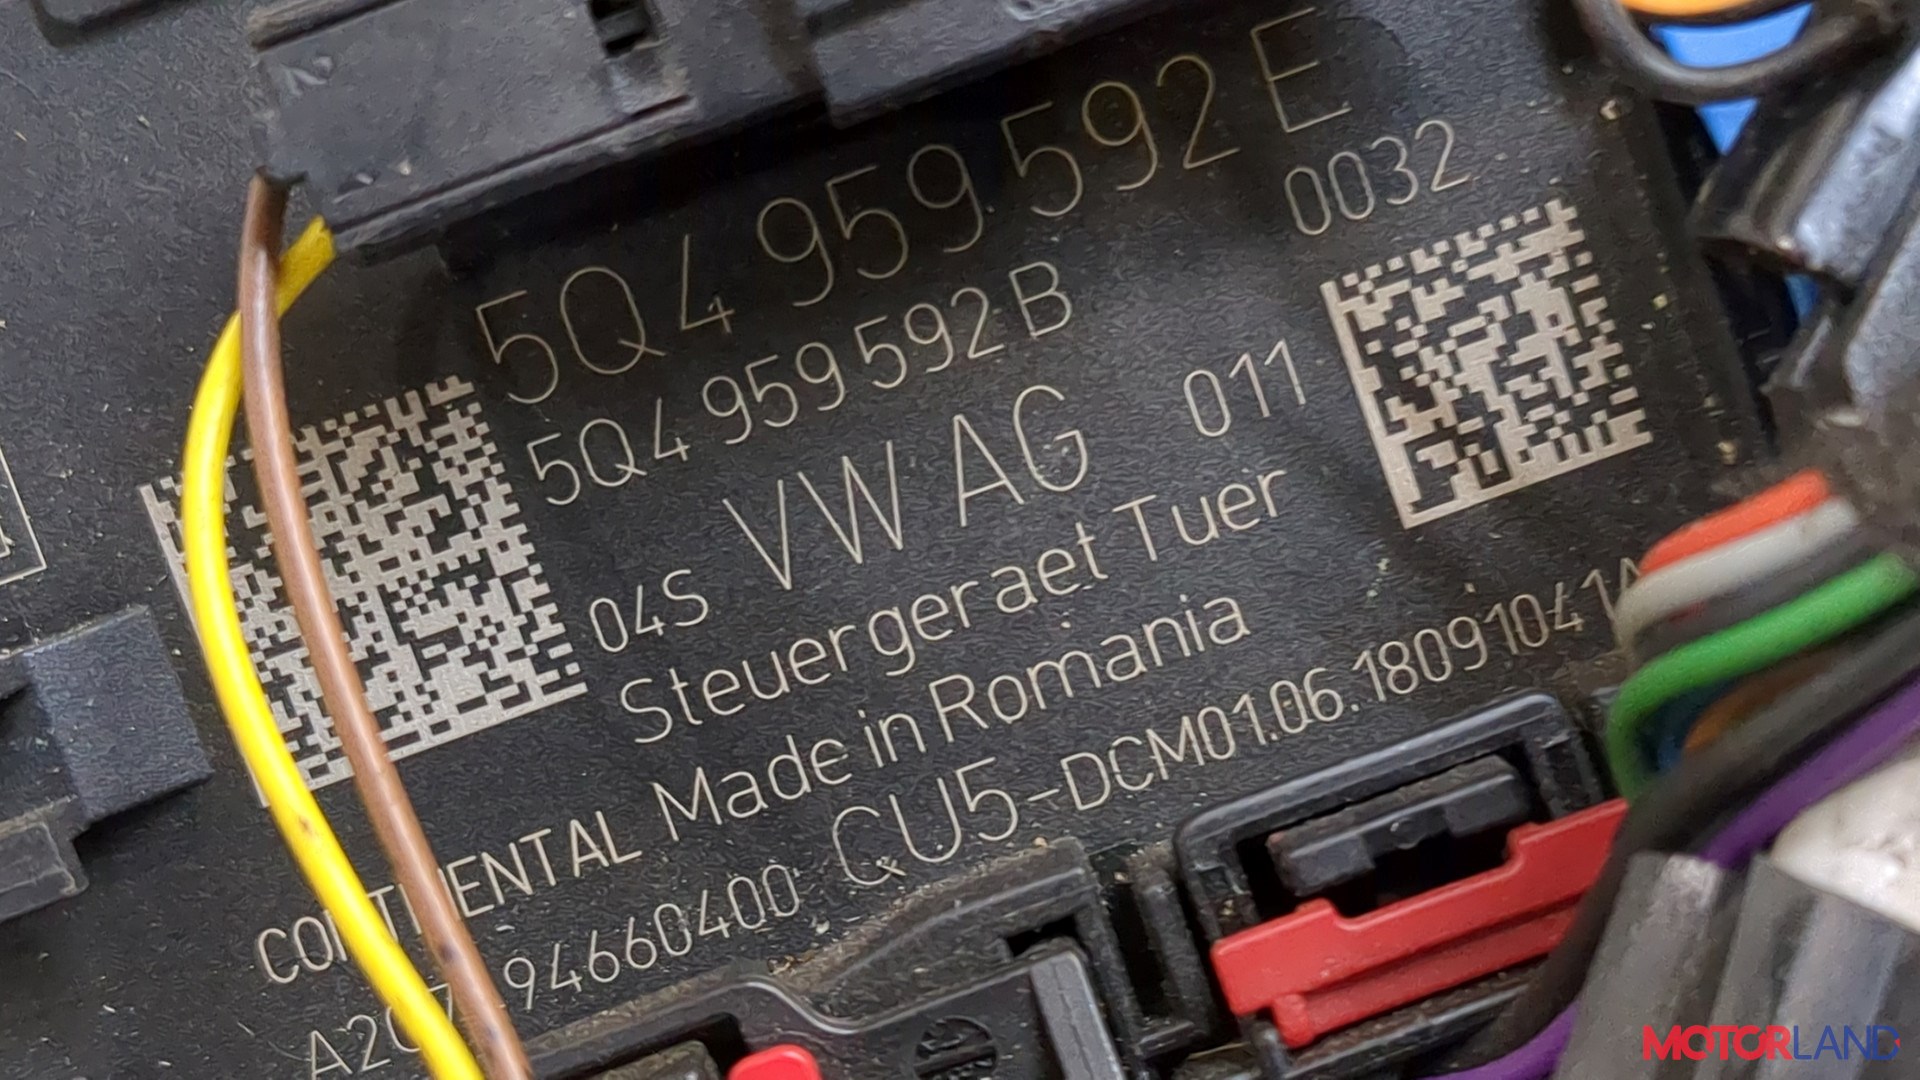 5Q4 959 592 E
0032
5Q4 959 592 B
011
04S VW AG
Steuergeraet Tuer
CONTINENTAL Made in Romania
94660400 CU5-DCM01.06.18091041A
MOTORLAND